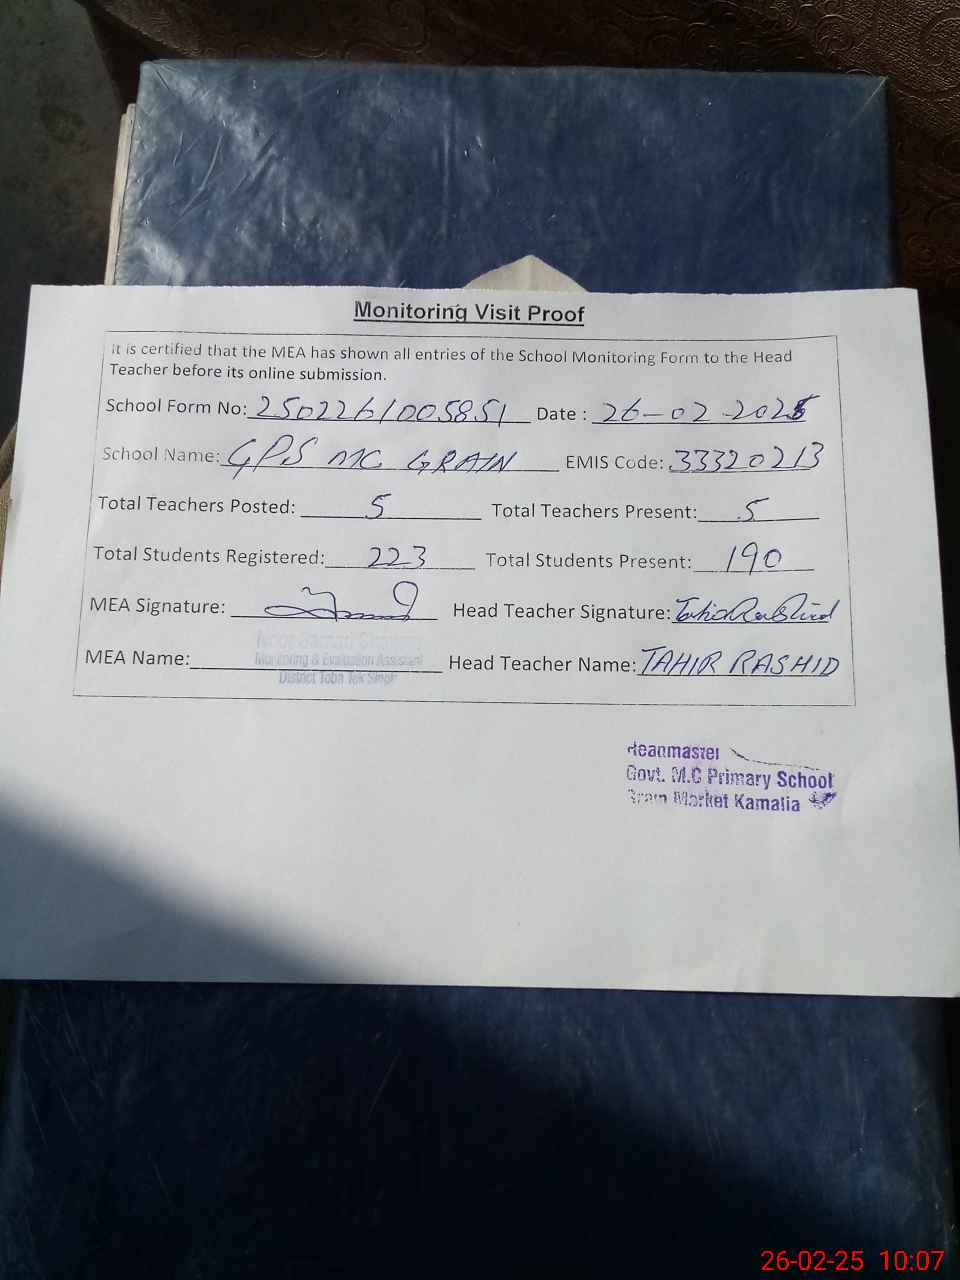 Monitoring Visit Proof
It is certified that the MEA has shown all entries of the School Monitoring Form to the Head
Teacher before its online submission.
School Form No: 2502261005851 Date : 26-02-2025
School Name: GPS MC GRAIN EMIS Code: 33320213
Total Teachers Posted: 5 Total Teachers Present: 5
Total Students Registered: 223 Total Students Present: 190
MEA Signature: Head Teacher Signature: Tahir Rashid
Monitoring & Evaluation Assistant
MEA Name: Head Teacher Name: TAHIR RASHID
District Toba Tek Singh
Headmaster
Govt. M.C Primary School
Grain Market Kamalia
26-02-25 10:07